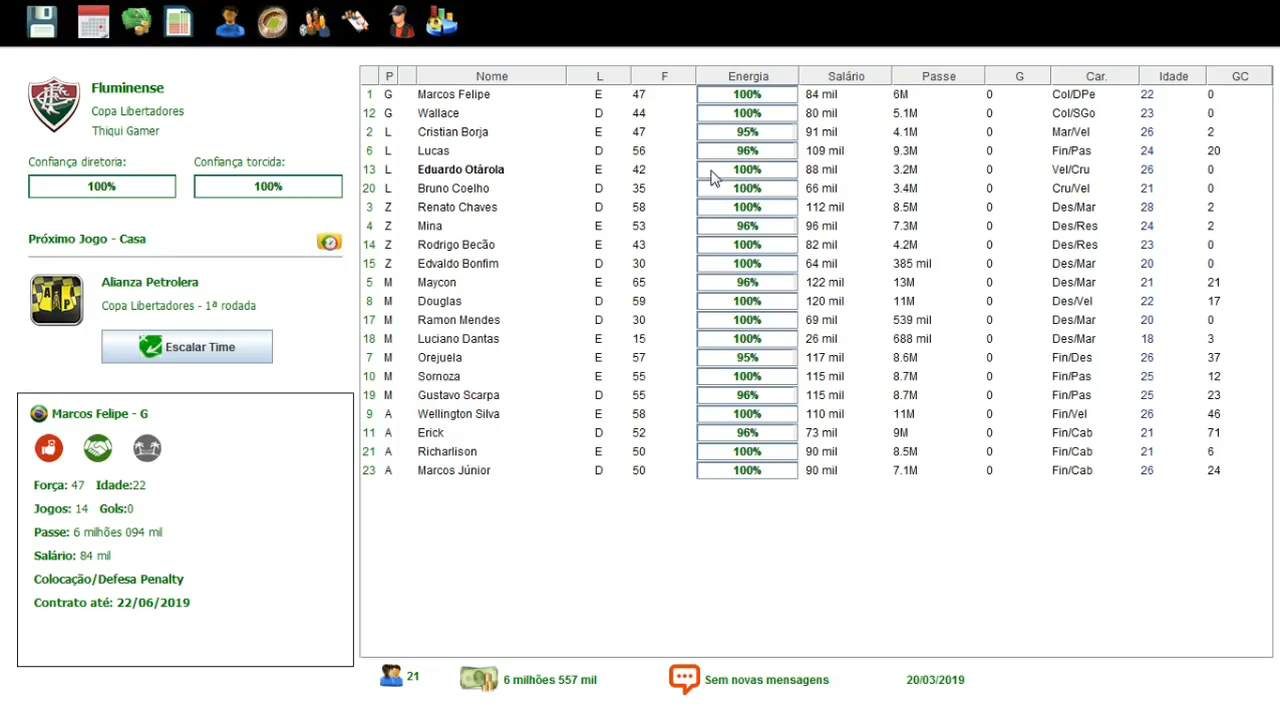 Fluminense
Copa Libertadores
Thiqui Gamer
Confiança diretoria: Confiança torcida:
100% 100%
Próximo Jogo - Casa
Alianza Petrolera
Copa Libertadores - 1ª rodada
Escalar Time
Marcos Felipe - G
Força: 47 Idade:22
Jogos: 14 Gols:0
Passe: 6 milhões 094 mil
Salário: 84 mil
Colocação/Defesa Penalty
Contrato até: 22/06/2019
P Nome L F Energia Salário Passe G Car. Idade GC
1 G Marcos Felipe E 47 100% 84 mil 6M 0 Col/DPe 22 0
12 G Wallace D 44 100% 80 mil 5.1M 0 Col/SGo 23 0
2 L Cristian Borja E 47 95% 91 mil 4.1M 0 Mar/Vel 26 2
6 L Lucas D 56 96% 109 mil 9.3M 0 Fin/Pas 24 20
13 L Eduardo Otárola E 42 100% 88 mil 3.2M 0 Vel/Cru 26 0
20 L Bruno Coelho D 35 100% 66 mil 3.4M 0 Cru/Vel 21 0
3 Z Renato Chaves D 58 100% 112 mil 8.5M 0 Des/Mar 28 2
4 Z Mina E 53 96% 96 mil 7.3M 0 Des/Res 24 2
14 Z Rodrigo Becão E 43 100% 82 mil 4.2M 0 Des/Res 23 0
15 Z Edvaldo Bonfim D 30 100% 64 mil 385 mil 0 Des/Mar 20 0
5 M Maycon E 65 96% 122 mil 13M 0 Des/Mar 21 21
8 M Douglas D 59 100% 120 mil 11M 0 Des/Vel 22 17
17 M Ramon Mendes D 30 100% 69 mil 539 mil 0 Des/Mar 20 0
18 M Luciano Dantas E 15 100% 26 mil 688 mil 0 Des/Mar 18 3
7 M Orejuela E 57 95% 117 mil 8.6M 0 Fin/Des 26 37
10 M Sornoza E 55 100% 115 mil 8.7M 0 Fin/Pas 25 12
19 M Gustavo Scarpa D 55 96% 115 mil 8.7M 0 Fin/Pas 25 23
9 A Wellington Silva E 58 100% 110 mil 11M 0 Fin/Vel 26 46
11 A Erick D 52 96% 73 mil 9M 0 Fin/Cab 21 71
21 A Richarlison E 50 100% 90 mil 8.5M 0 Fin/Cab 21 6
23 A Marcos Júnior D 50 100% 90 mil 7.1M 0 Fin/Cab 26 24
21 6 milhões 557 mil Sem novas mensagens 20/03/2019